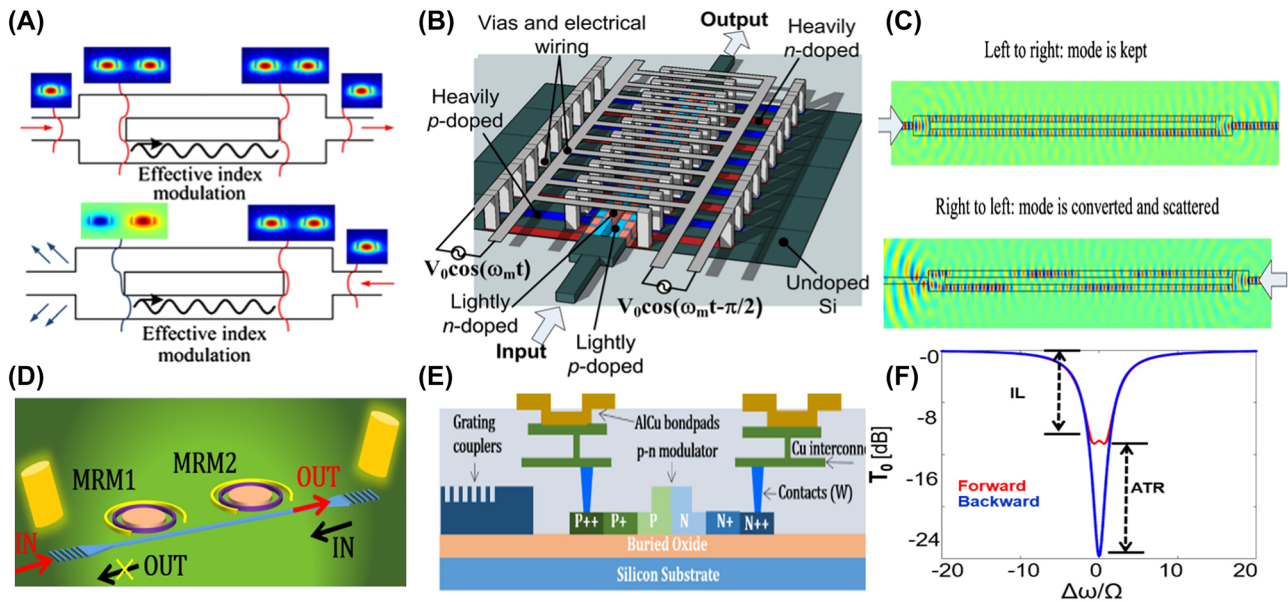 (A)
Effective index
modulation
Effective index
modulation
(B)
Vias and electrical
wiring
Output
Heavily
n-doped
Heavily
p-doped
V₀cos(ωₘt)
Lightly
n-doped
Input
Lightly
p-doped
V₀cos(ωₘt-π/2)
Undoped
Si
(C)
Left to right: mode is kept
Right to left: mode is converted and scattered
(D)
MRM1
MRM2
OUT
IN
IN
OUT
(E)
Grating
couplers
AlCu bondpads
p-n modulator
Cu interconne
Contacts (W)
P++
P+
P
N
N+
N++
Buried Oxide
Silicon Substrate
(F)
-0
-8
-16
-24
T₀ [dB]
IL
ATR
Forward
Backward
-20
-10
0
10
20
Δω/Ω